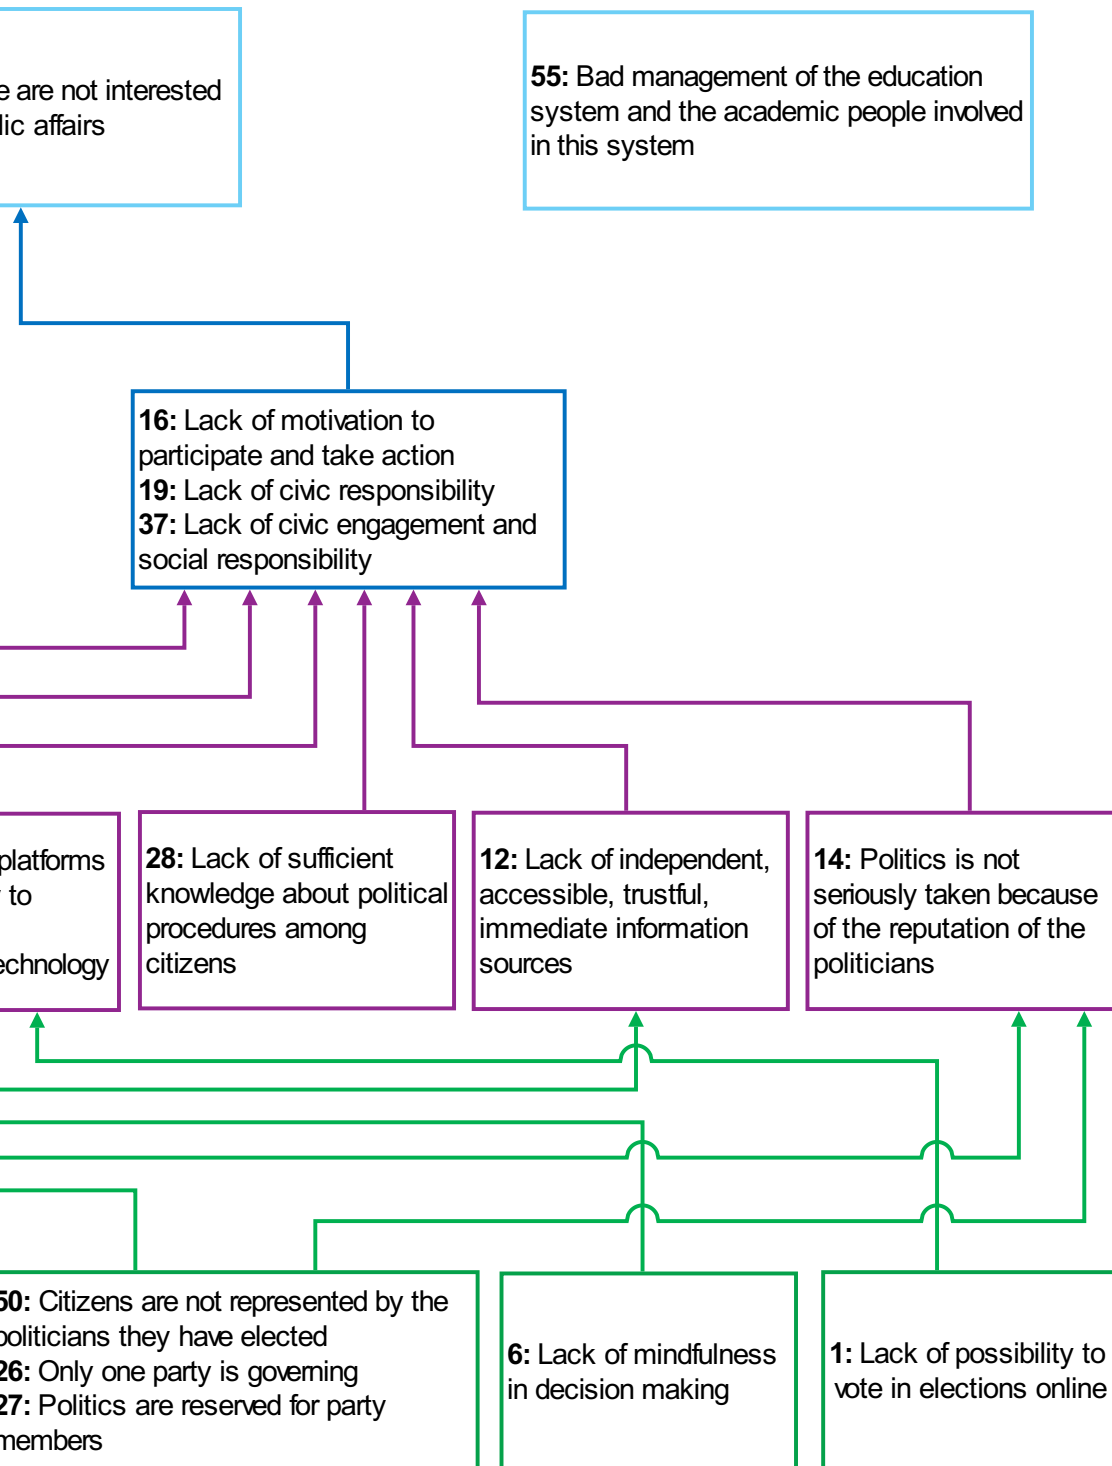 are not interested
affairs
55: Bad management of the education
system and the academic people involved
in this system
16: Lack of motivation to
participate and take action
19: Lack of civic responsibility
37: Lack of civic engagement and
social responsibility
platforms
to
echnology
28: Lack of sufficient
knowledge about political
procedures among
citizens
12: Lack of independent,
accessible, trustful,
immediate information
sources
14: Politics is not
seriously taken because
of the reputation of the
politicians
50: Citizens are not represented by the
politicians they have elected
26: Only one party is governing
27: Politics are reserved for party
members
6: Lack of mindfulness
in decision making
1: Lack of possibility to
vote in elections online